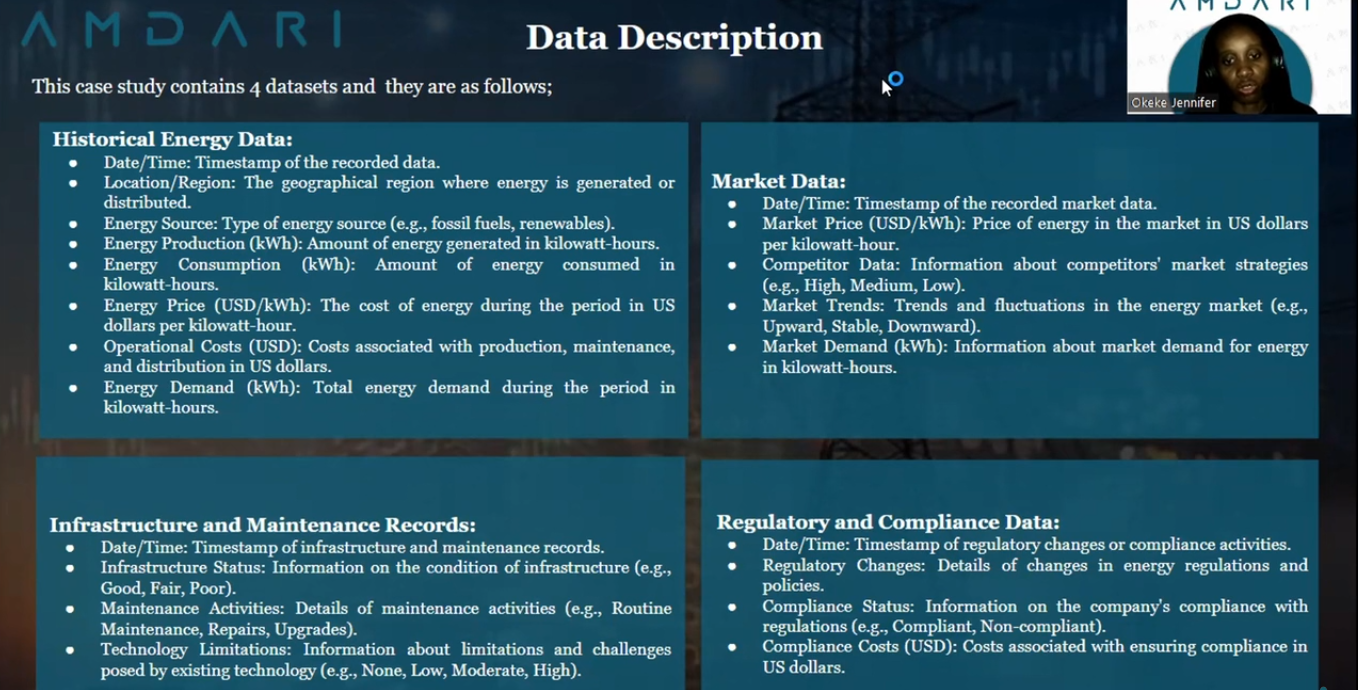 AMDARI
Data Description
AMDARI
Okeke Jennifer
This case study contains 4 datasets and they are as follows;
Historical Energy Data:
● Date/Time: Timestamp of the recorded data.
● Location/Region: The geographical region where energy is generated or
distributed.
● Energy Source: Type of energy source (e.g., fossil fuels, renewables).
● Energy Production (kWh): Amount of energy generated in kilowatt-hours.
● Energy Consumption (kWh): Amount of energy consumed in
kilowatt-hours.
● Energy Price (USD/kWh): The cost of energy during the period in US
dollars per kilowatt-hour.
● Operational Costs (USD): Costs associated with production, maintenance,
and distribution in US dollars.
● Energy Demand (kWh): Total energy demand during the period in
kilowatt-hours.
Market Data:
● Date/Time: Timestamp of the recorded market data.
● Market Price (USD/kWh): Price of energy in the market in US dollars
per kilowatt-hour.
● Competitor Data: Information about competitors' market strategies
(e.g., High, Medium, Low).
● Market Trends: Trends and fluctuations in the energy market (e.g.,
Upward, Stable, Downward).
● Market Demand (kWh): Information about market demand for energy
in kilowatt-hours.
Infrastructure and Maintenance Records:
● Date/Time: Timestamp of infrastructure and maintenance records.
● Infrastructure Status: Information on the condition of infrastructure (e.g.,
Good, Fair, Poor).
● Maintenance Activities: Details of maintenance activities (e.g., Routine
Maintenance, Repairs, Upgrades).
● Technology Limitations: Information about limitations and challenges
posed by existing technology (e.g., None, Low, Moderate, High).
Regulatory and Compliance Data:
● Date/Time: Timestamp of regulatory changes or compliance activities.
● Regulatory Changes: Details of changes in energy regulations and
policies.
● Compliance Status: Information on the company's compliance with
regulations (e.g., Compliant, Non-compliant).
● Compliance Costs (USD): Costs associated with ensuring compliance in
US dollars.